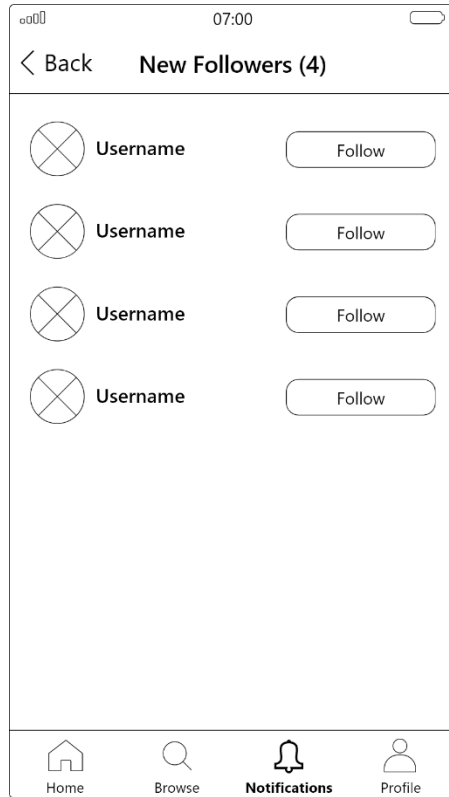 07:00
Back New Followers (4)
Username Follow
Username Follow
Username Follow
Username Follow
Home Browse Notifications Profile